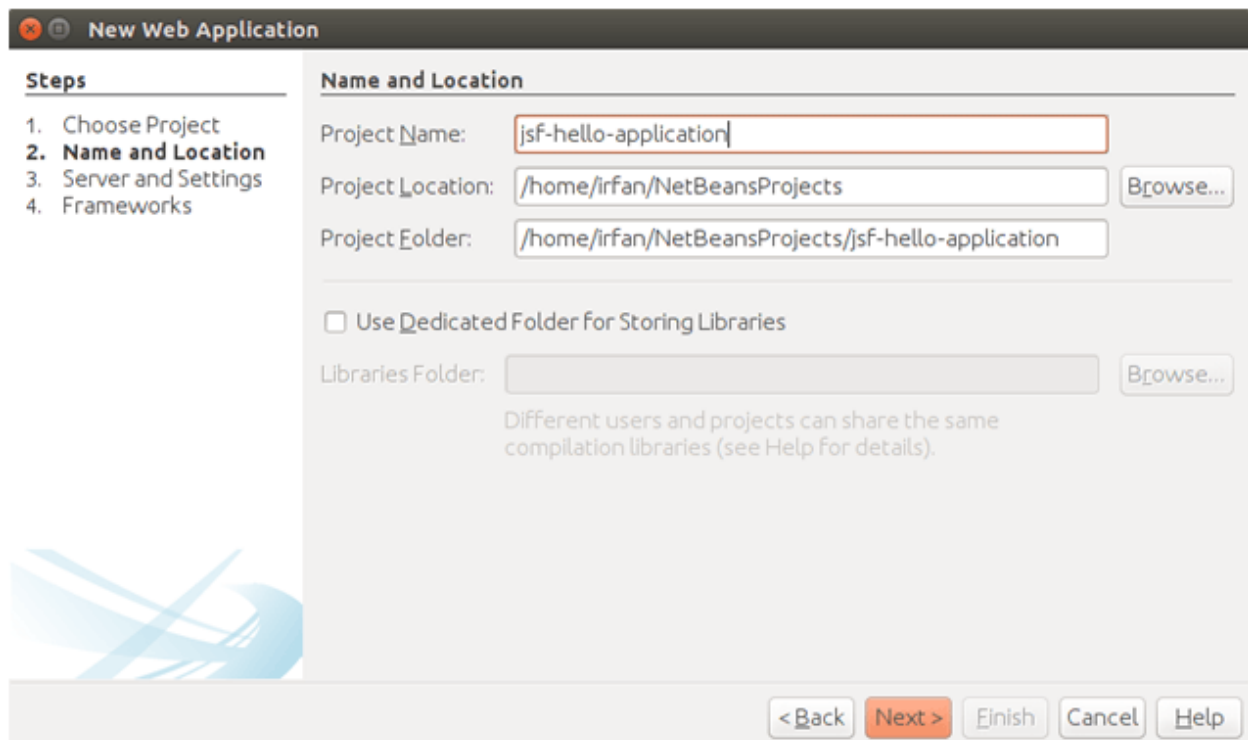 New Web Application
Steps
1. Choose Project
2. Name and Location
3. Server and Settings
4. Frameworks
Name and Location
Project Name: jsf-hello-application
Project Location: /home/irfan/NetBeansProjects Browse...
Project Folder: /home/irfan/NetBeansProjects/jsf-hello-application
Use Dedicated Folder for Storing Libraries
Libraries Folder: Browse...
Different users and projects can share the same
compilation libraries (see Help for details).
< Back Next > Finish Cancel Help